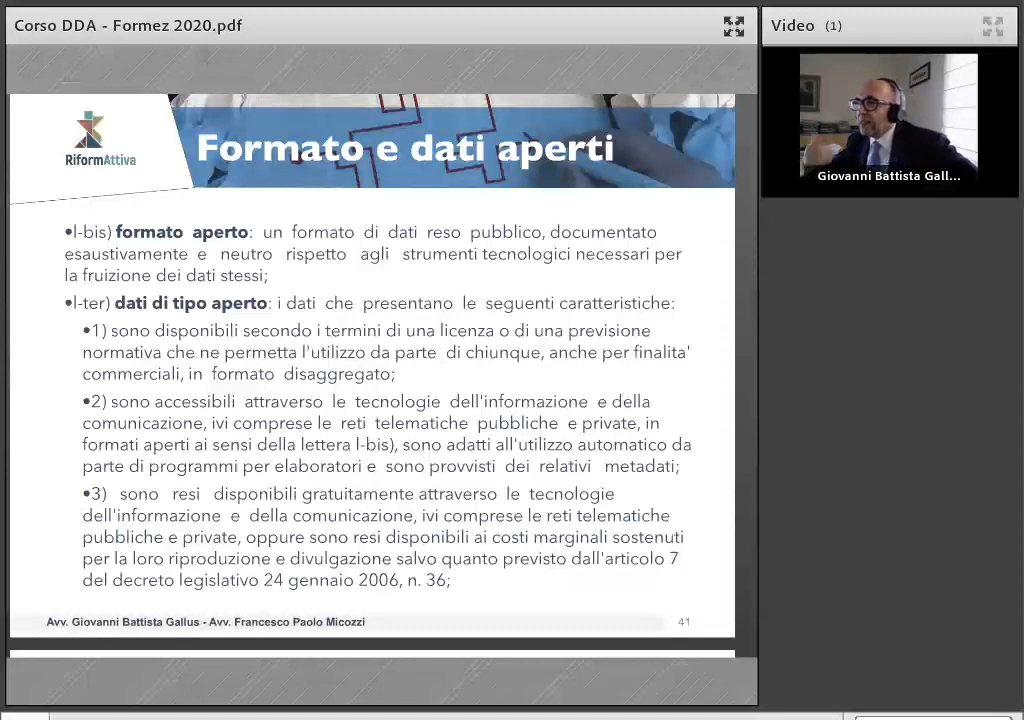 Corso DDA - Formez 2020.pdf
Video (1)
RiformAttiva
Formato e dati aperti
Giovanni Battista Gall...
•l-bis) formato aperto: un formato di dati reso pubblico, documentato
esaustivamente e neutro rispetto agli strumenti tecnologici necessari per
la fruizione dei dati stessi;
•l-ter) dati di tipo aperto: i dati che presentano le seguenti caratteristiche:
•1) sono disponibili secondo i termini di una licenza o di una previsione
normativa che ne permetta l'utilizzo da parte di chiunque, anche per finalita'
commerciali, in formato disaggregato;
•2) sono accessibili attraverso le tecnologie dell'informazione e della
comunicazione, ivi comprese le reti telematiche pubbliche e private, in
formati aperti ai sensi della lettera l-bis), sono adatti all'utilizzo automatico da
parte di programmi per elaboratori e sono provvisti dei relativi metadati;
•3) sono resi disponibili gratuitamente attraverso le tecnologie
dell'informazione e della comunicazione, ivi comprese le reti telematiche
pubbliche e private, oppure sono resi disponibili ai costi marginali sostenuti
per la loro riproduzione e divulgazione salvo quanto previsto dall'articolo 7
del decreto legislativo 24 gennaio 2006, n. 36;
Avv. Giovanni Battista Gallus - Avv. Francesco Paolo Micozzi
41